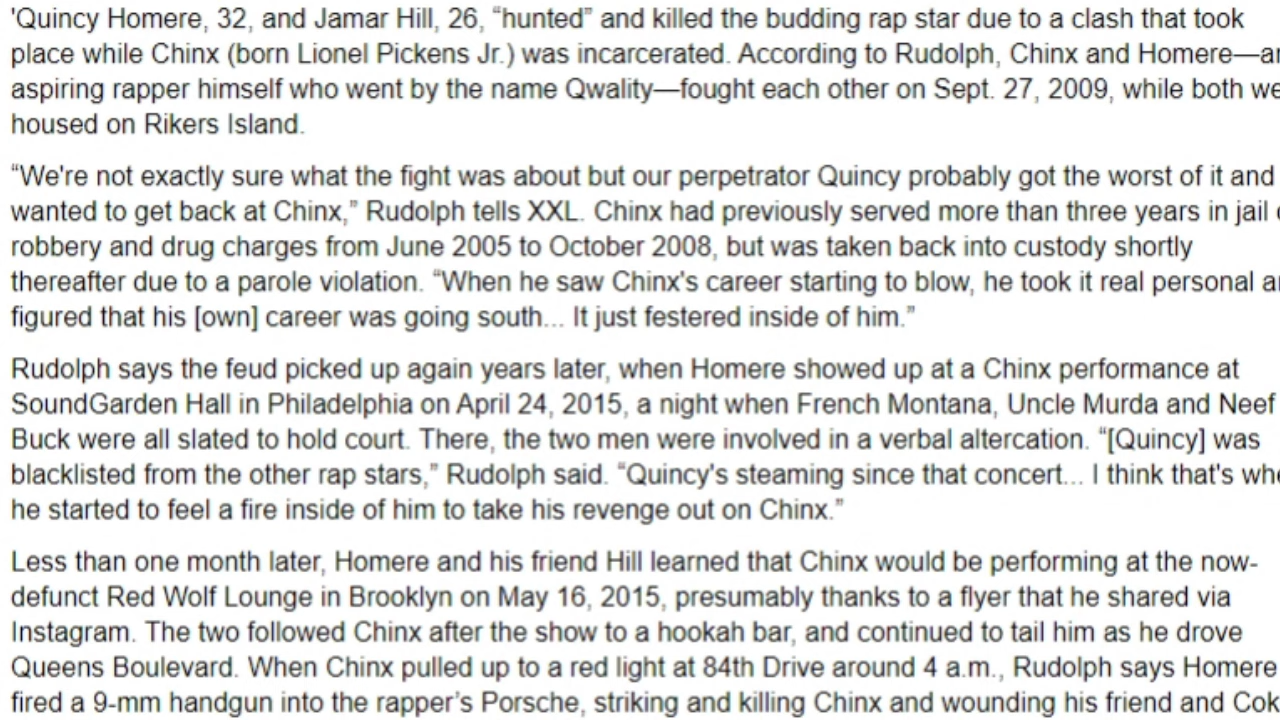 'Quincy Homere, 32, and Jamar Hill, 26, “hunted” and killed the budding rap star due to a clash that took
place while Chinx (born Lionel Pickens Jr.) was incarcerated. According to Rudolph, Chinx and Homere—
aspiring rapper himself who went by the name Qwality—fought each other on Sept. 27, 2009, while both
housed on Rikers Island.
“We're not exactly sure what the fight was about but our perpetrator Quincy probably got the worst of it and
wanted to get back at Chinx,” Rudolph tells XXL. Chinx had previously served more than three years in jail
robbery and drug charges from June 2005 to October 2008, but was taken back into custody shortly
thereafter due to a parole violation. “When he saw Chinx's career starting to blow, he took it real personal
figured that his [own] career was going south... It just festered inside of him.”
Rudolph says the feud picked up again years later, when Homere showed up at a Chinx performance at
SoundGarden Hall in Philadelphia on April 24, 2015, a night when French Montana, Uncle Murda and Neef
Buck were all slated to hold court. There, the two men were involved in a verbal altercation. “[Quincy] was
blacklisted from the other rap stars,” Rudolph said. “Quincy's steaming since that concert... I think that's
he started to feel a fire inside of him to take his revenge out on Chinx.”
Less than one month later, Homere and his friend Hill learned that Chinx would be performing at the now-
defunct Red Wolf Lounge in Brooklyn on May 16, 2015, presumably thanks to a flyer that he shared via
Instagram. The two followed Chinx after the show to a hookah bar, and continued to tail him as he drove
Queens Boulevard. When Chinx pulled up to a red light at 84th Drive around 4 a.m., Rudolph says Homere
fired a 9-mm handgun into the rapper's Porsche, striking and killing Chinx and wounding his friend and